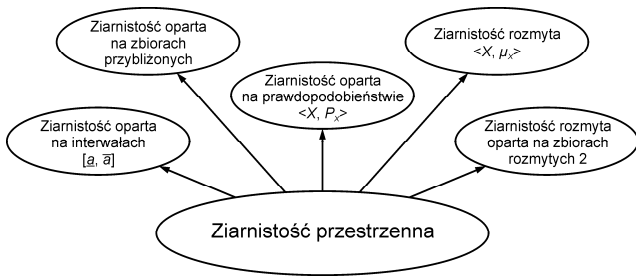 Ziarnistość oparta
na zbiorach
przybliżonych
Ziarnistość rozmyta
<X, μₓ>
Ziarnistość oparta
na prawdopodobieństwie
<X, Pₓ>
Ziarnistość oparta
na interwałach
[a̲, a̅]
Ziarnistość rozmyta
oparta na zbiorach
rozmytych 2
Ziarnistość przestrzenna